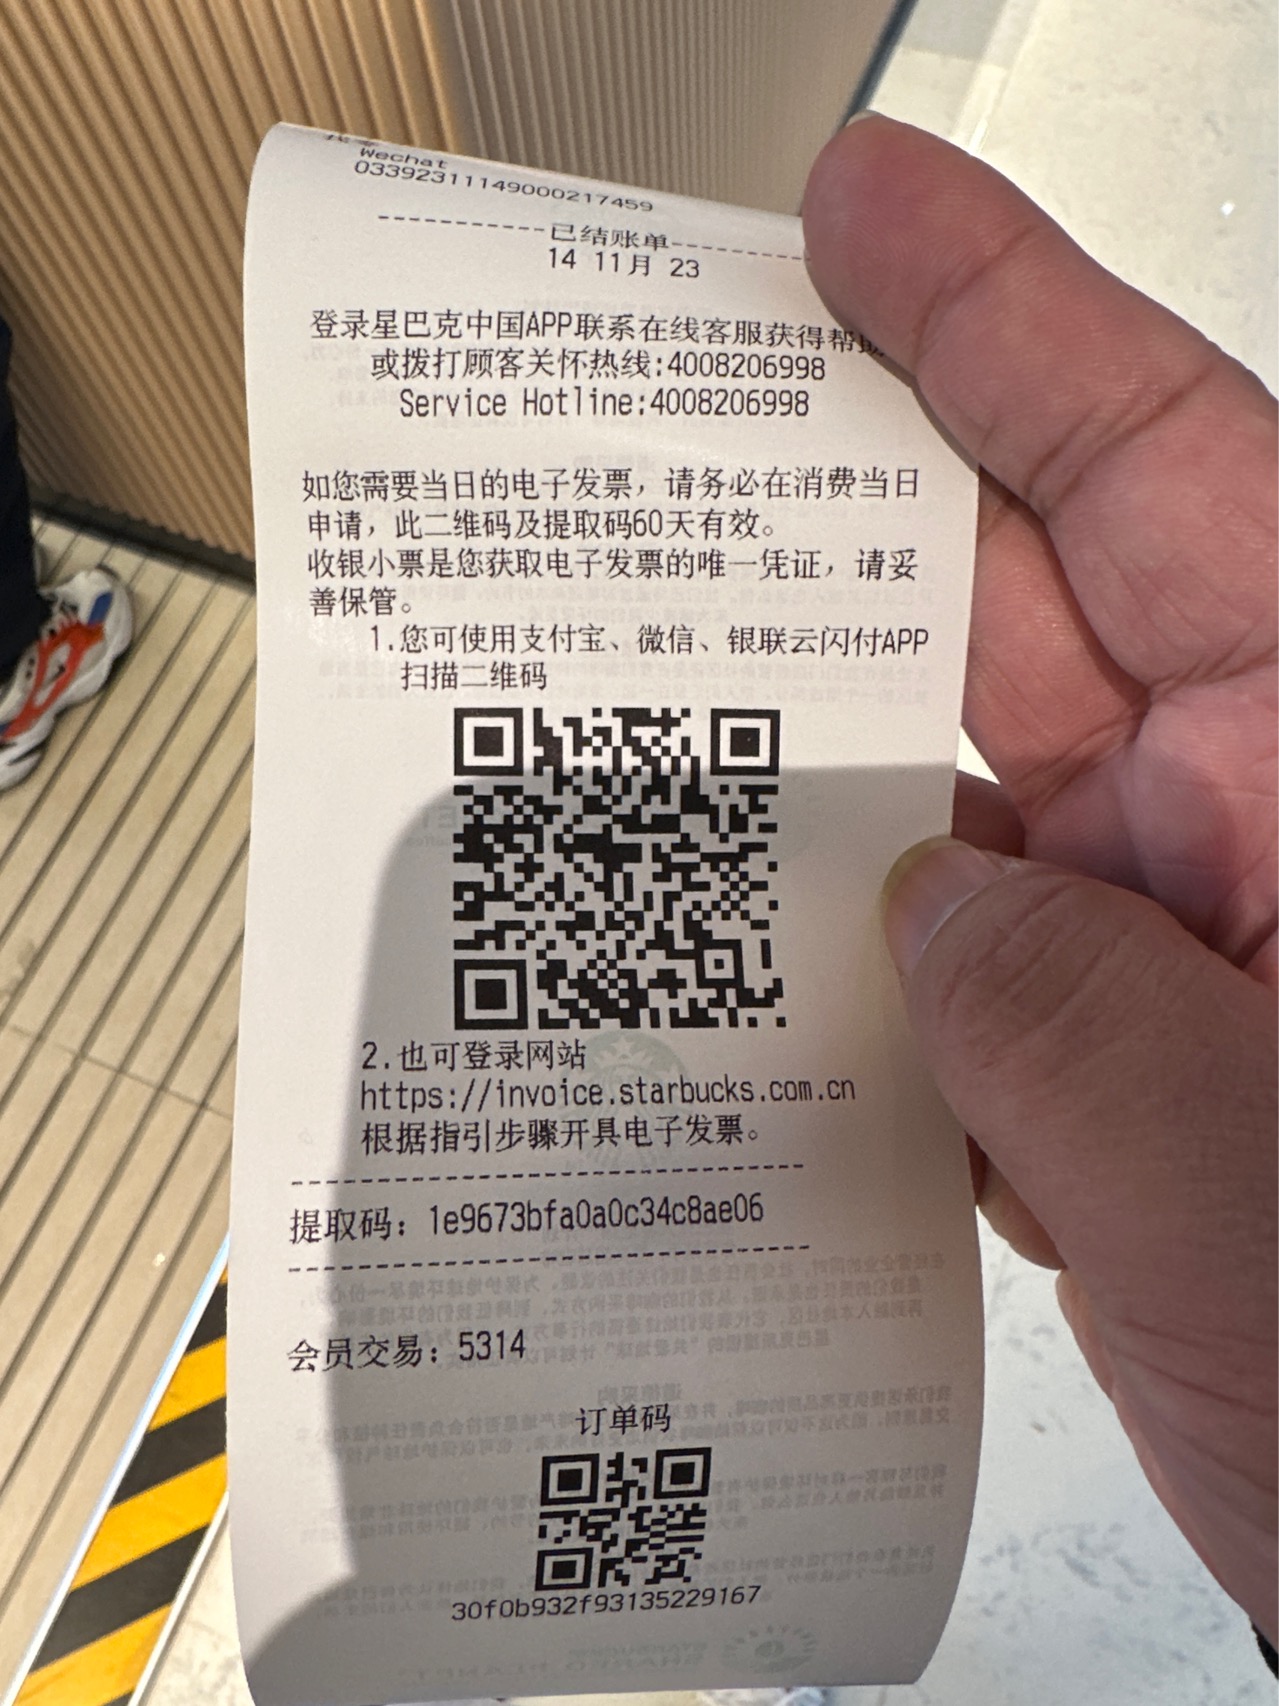 Wechat
03392311149000217459
----------已结账单----------
14 11月 23
登录星巴克中国APP联系在线客服获得帮助
或拨打顾客关怀热线:4008206998
Service Hotline:4008206998
如您需要当日的电子发票，请务必在消费当日
申请，此二维码及提取码60天有效。
收银小票是您获取电子发票的唯一凭证，请妥
善保管。
1.您可使用支付宝、微信、银联云闪付APP
扫描二维码
2.也可登录网站
https://invoice.starbucks.com.cn
根据指引步骤开具电子发票。
提取码：1e9673bfa0a0c34c8ae06
会员交易：5314
订单码
30f0b932f93135229167